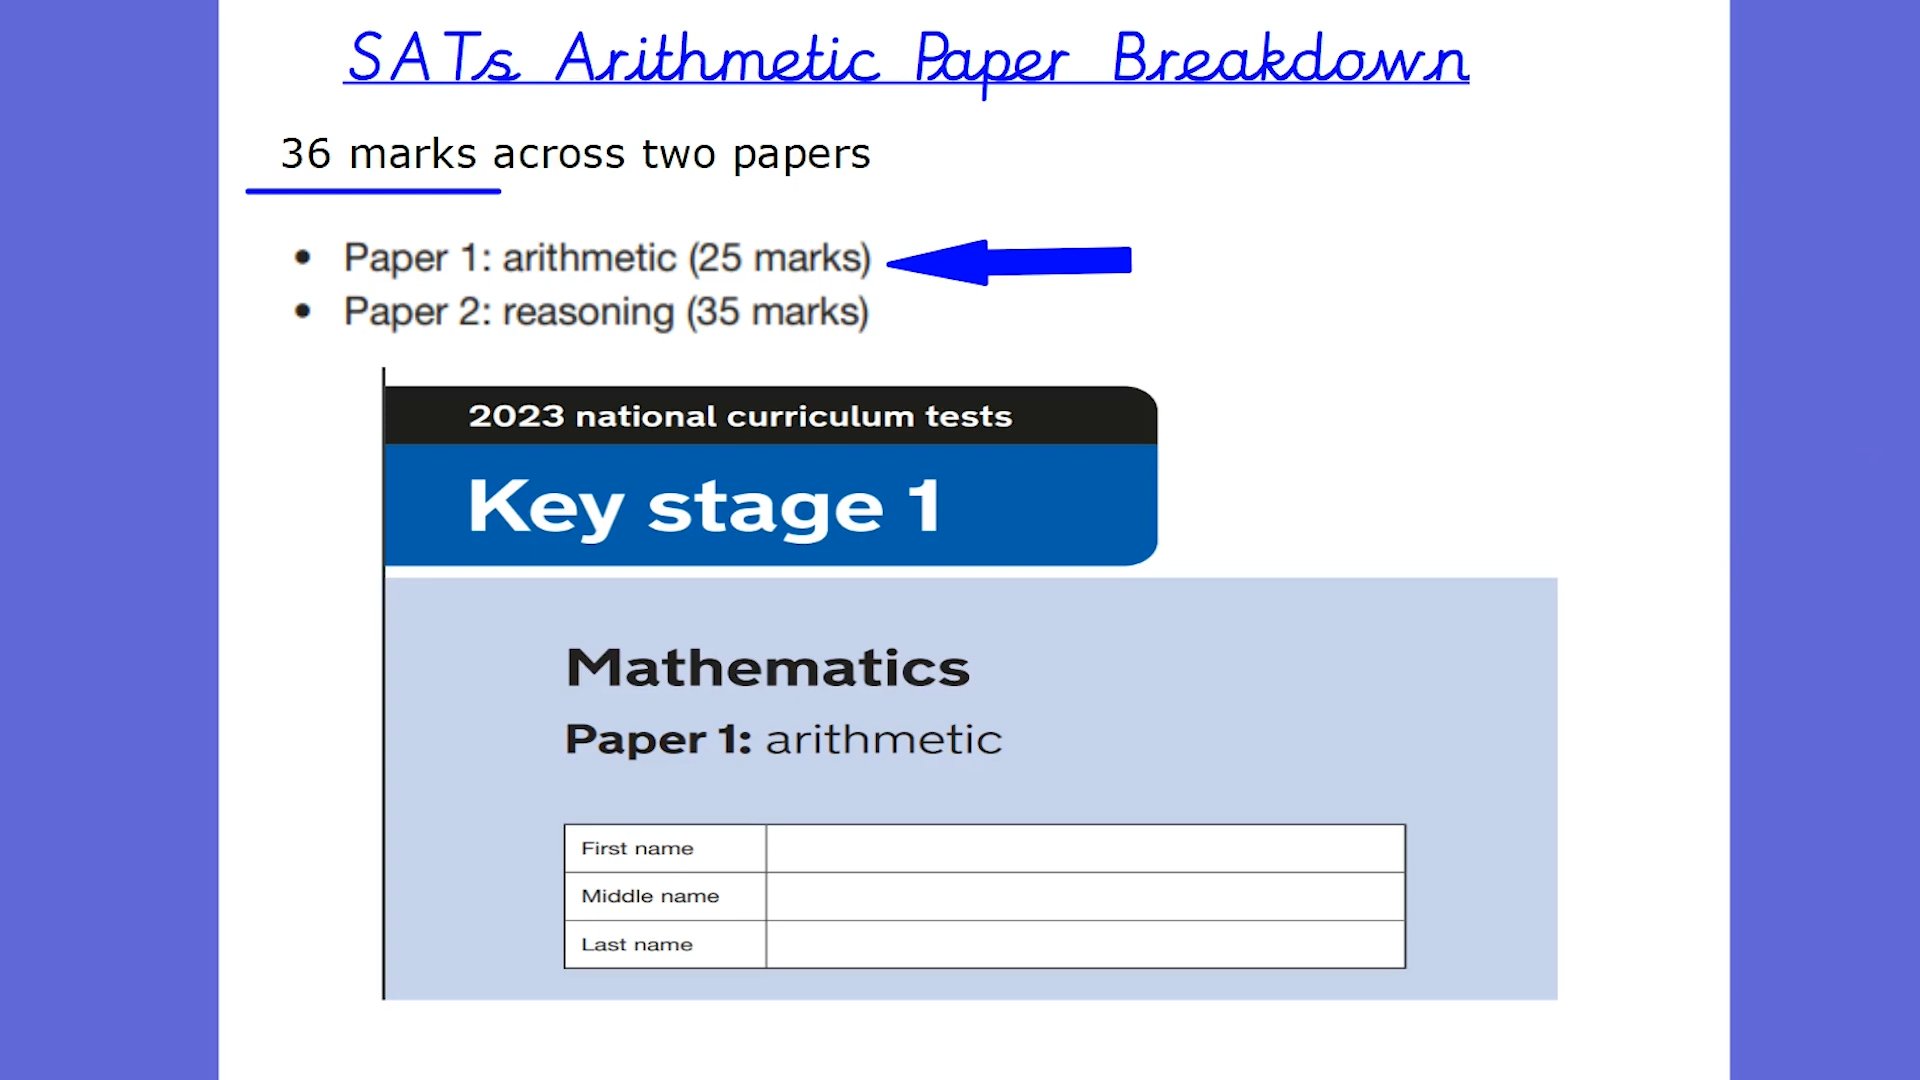 SATs Arithmetic Paper Breakdown
36 marks across two papers
• Paper 1: arithmetic (25 marks)
• Paper 2: reasoning (35 marks)
2023 national curriculum tests
Key stage 1
Mathematics
Paper 1: arithmetic
First name
Middle name
Last name